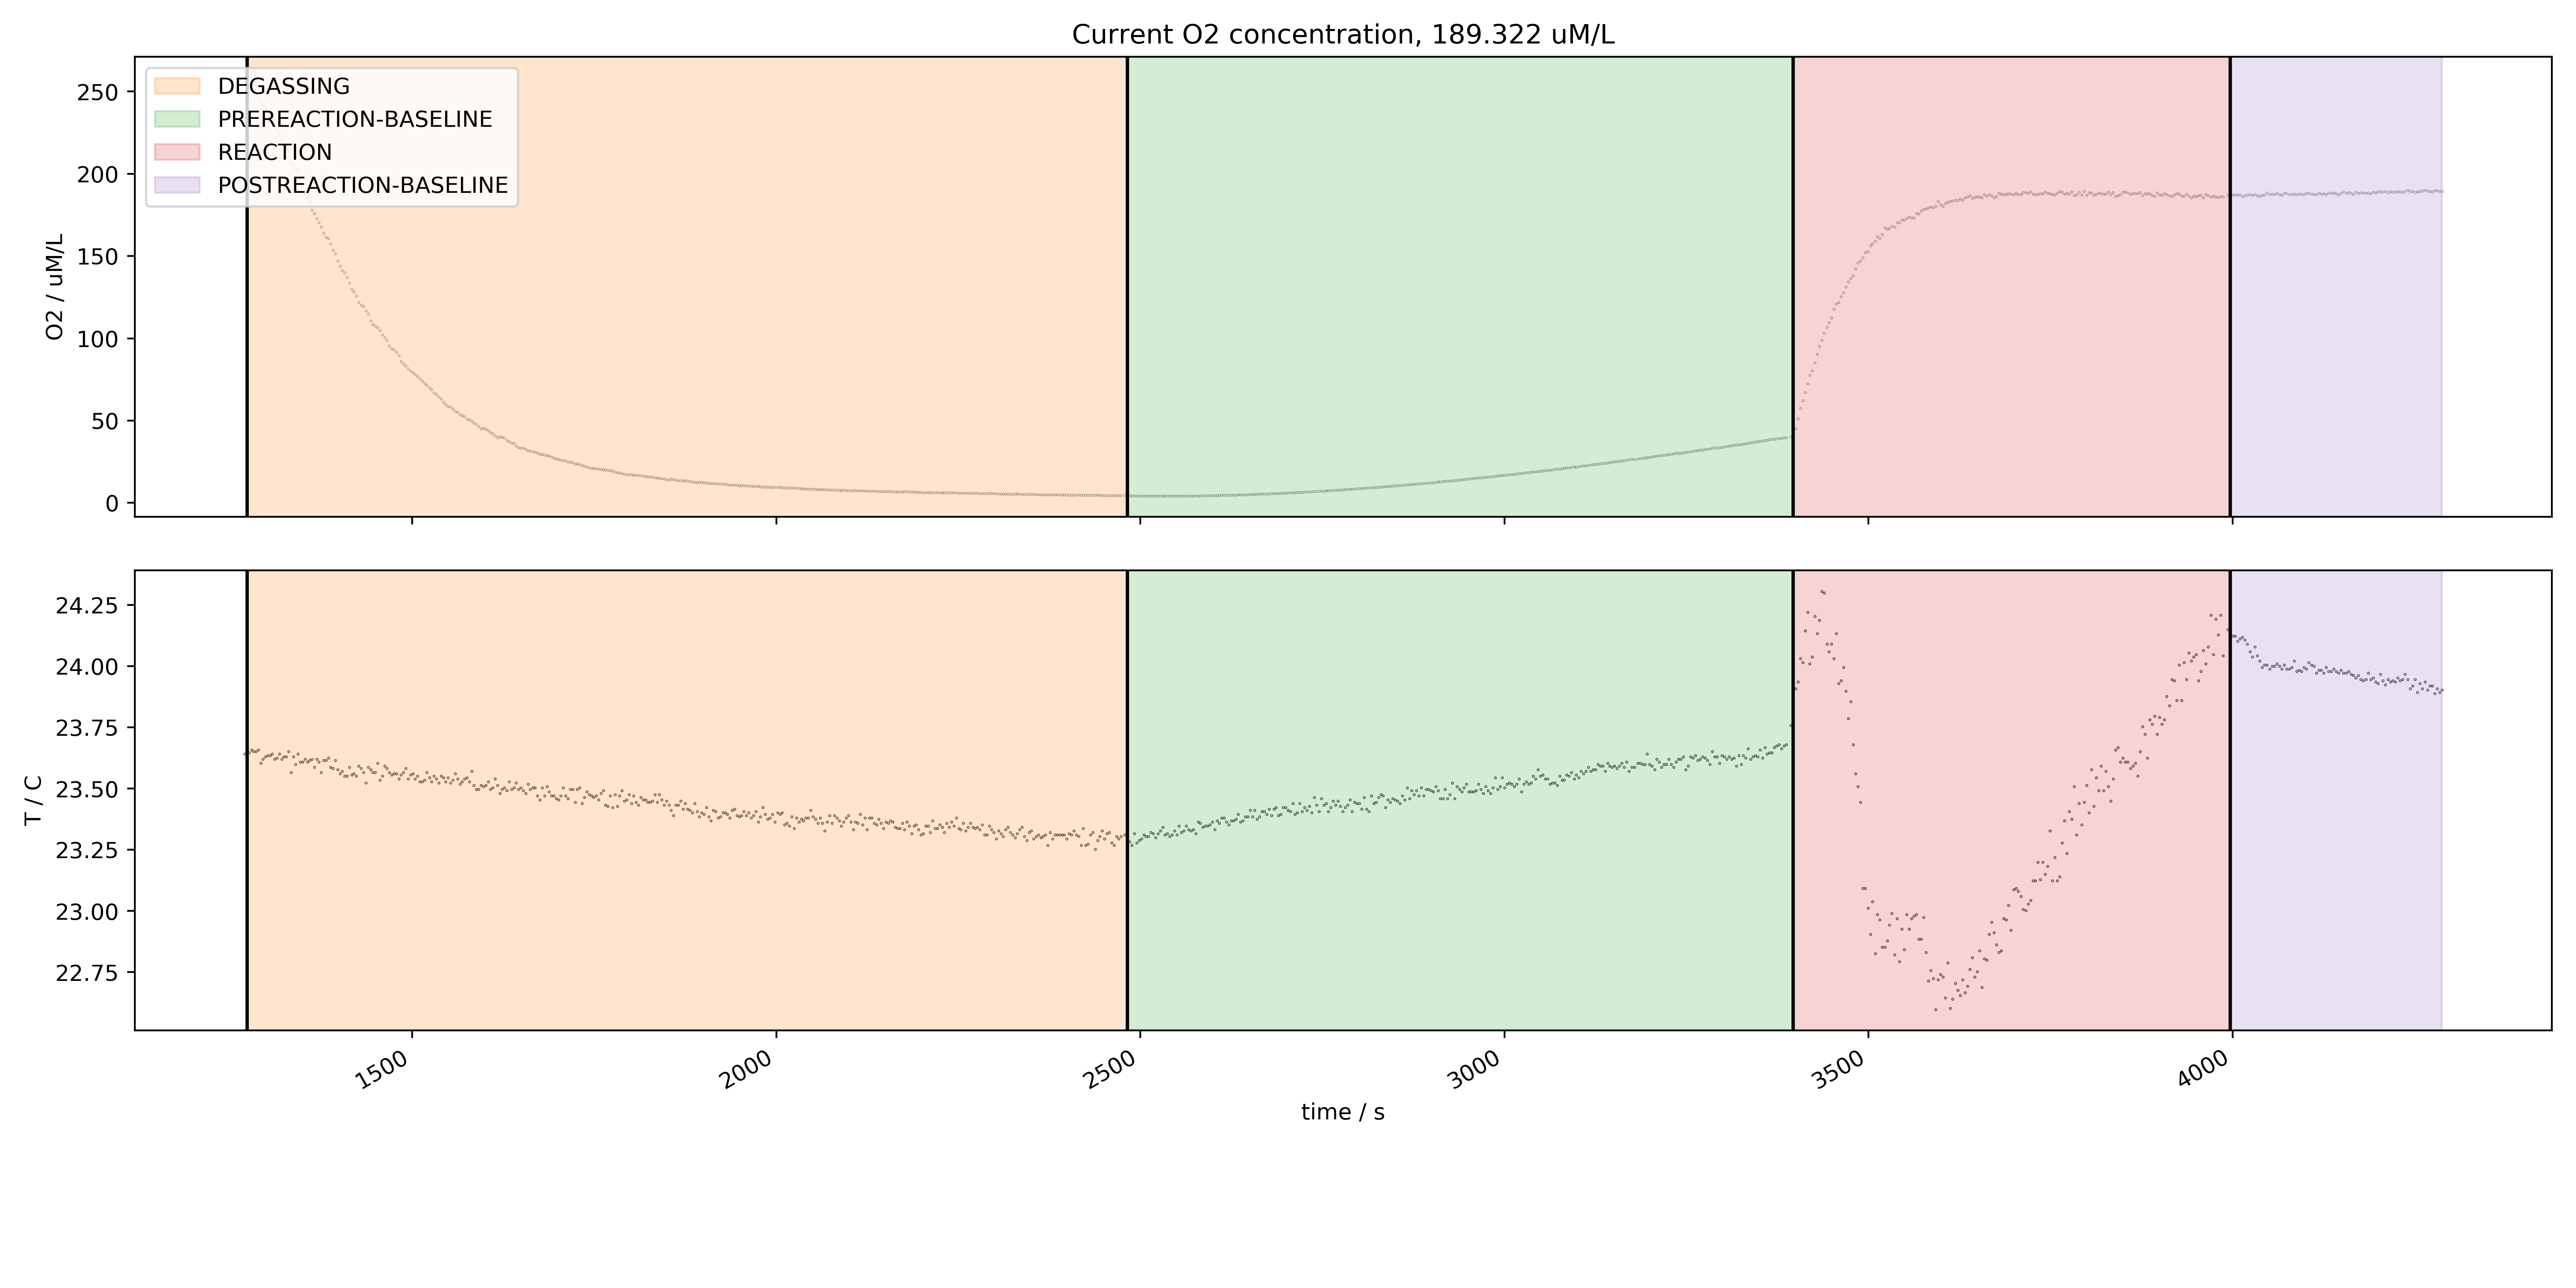 Current O2 concentration, 189.322 uM/L
DEGASSING
PREREACTION-BASELINE
REACTION
POSTREACTION-BASELINE
250
200
150
100
50
0
O2 / uM/L
24.25
24.00
23.75
23.50
23.25
23.00
22.75
T / C
1500
2000
2500
3000
3500
4000
time / s